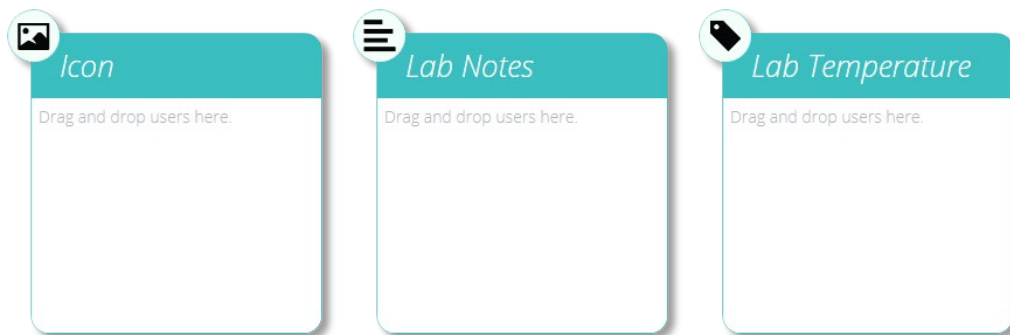 Icon
Lab Notes
Lab Temperature
Drag and drop users here.
Drag and drop users here.
Drag and drop users here.